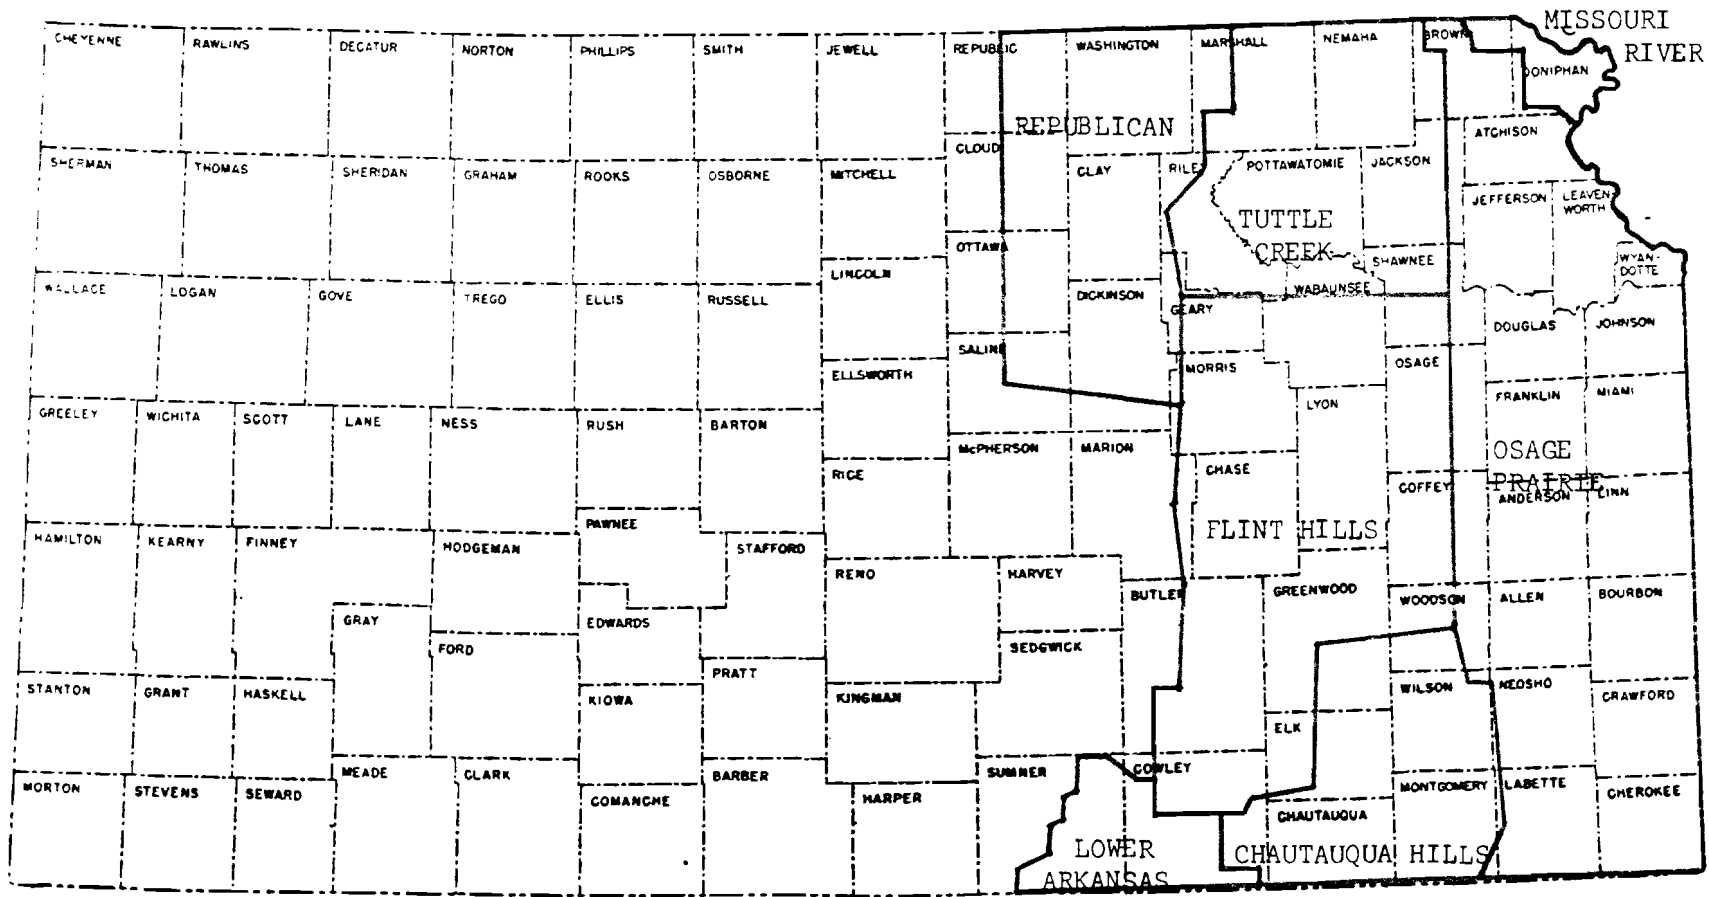 MISSOURI
RIVER
CHEYENNE
RAWLINS
DECATUR
NORTON
PHILLIPS
SMITH
JEWELL
REPUBLIC
WASHINGTON
MARSHALL
NEMAHA
BROWN
DONIPHAN
REPUBLICAN
ATCHISON
SHERMAN
THOMAS
SHERIDAN
GRAHAM
ROOKS
OSBORNE
MITCHELL
CLOUD
CLAY
RILE
POTTAWATOMIE
JACKSON
JEFFERSON
LEAVEN-
WORTH
TUTTLE
CREEK
OTTAWA
SHAWNEE
WYAN-
DOTTE
WALLACE
LOGAN
GOVE
TREGO
ELLIS
RUSSELL
LINCOLN
DICKINSON
GEARY
WABAUNSEE
DOUGLAS
JOHNSON
SALINE
ELLSWORTH
MORRIS
OSAGE
LYON
FRANKLIN
MIAMI
GREELEY
WICHITA
SCOTT
LANE
NESS
RUSH
BARTON
RICE
McPHERSON
MARION
CHASE
COFFEY
OSAGE
PRAIRIE
ANDERSON
LINN
FLINT HILLS
HAMILTON
KEARNY
FINNEY
HODGEMAN
PAWNEE
STAFFORD
RENO
HARVEY
BUTLER
GREENWOOD
WOODSON
ALLEN
BOURBON
GRAY
FORD
EDWARDS
PRATT
SEDGWICK
STANTON
GRANT
HASKELL
KIOWA
KINGMAN
ELK
WILSON
NEOSHO
CRAWFORD
MORTON
STEVENS
SEWARD
MEADE
CLARK
COMANCHE
BARBER
HARPER
SUMNER
COWLEY
CHAUTAUQUA
MONTGOMERY
LABETTE
CHEROKEE
LOWER
ARKANSAS
CHAUTAUQUA HILLS